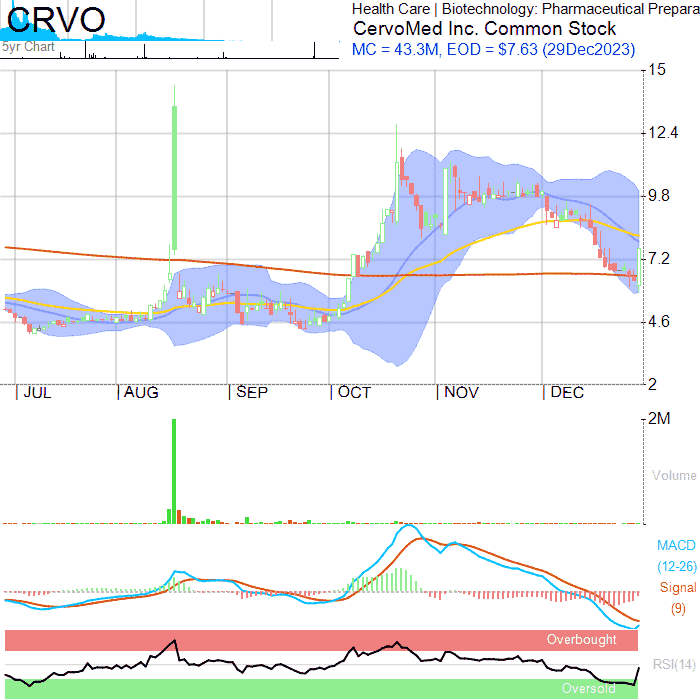 CRVO
5yr Chart
Health Care | Biotechnology: Pharmaceutical Prepara
CervoMed Inc. Common Stock
MC = 43.3M, EOD = $7.63 (29Dec2023)
15
12.4
9.8
7.2
4.6
2
JUL AUG SEP OCT NOV DEC
2M
Volume
MACD
(12-26)
Signal
(9)
Overbought
RSI(14)
Oversold